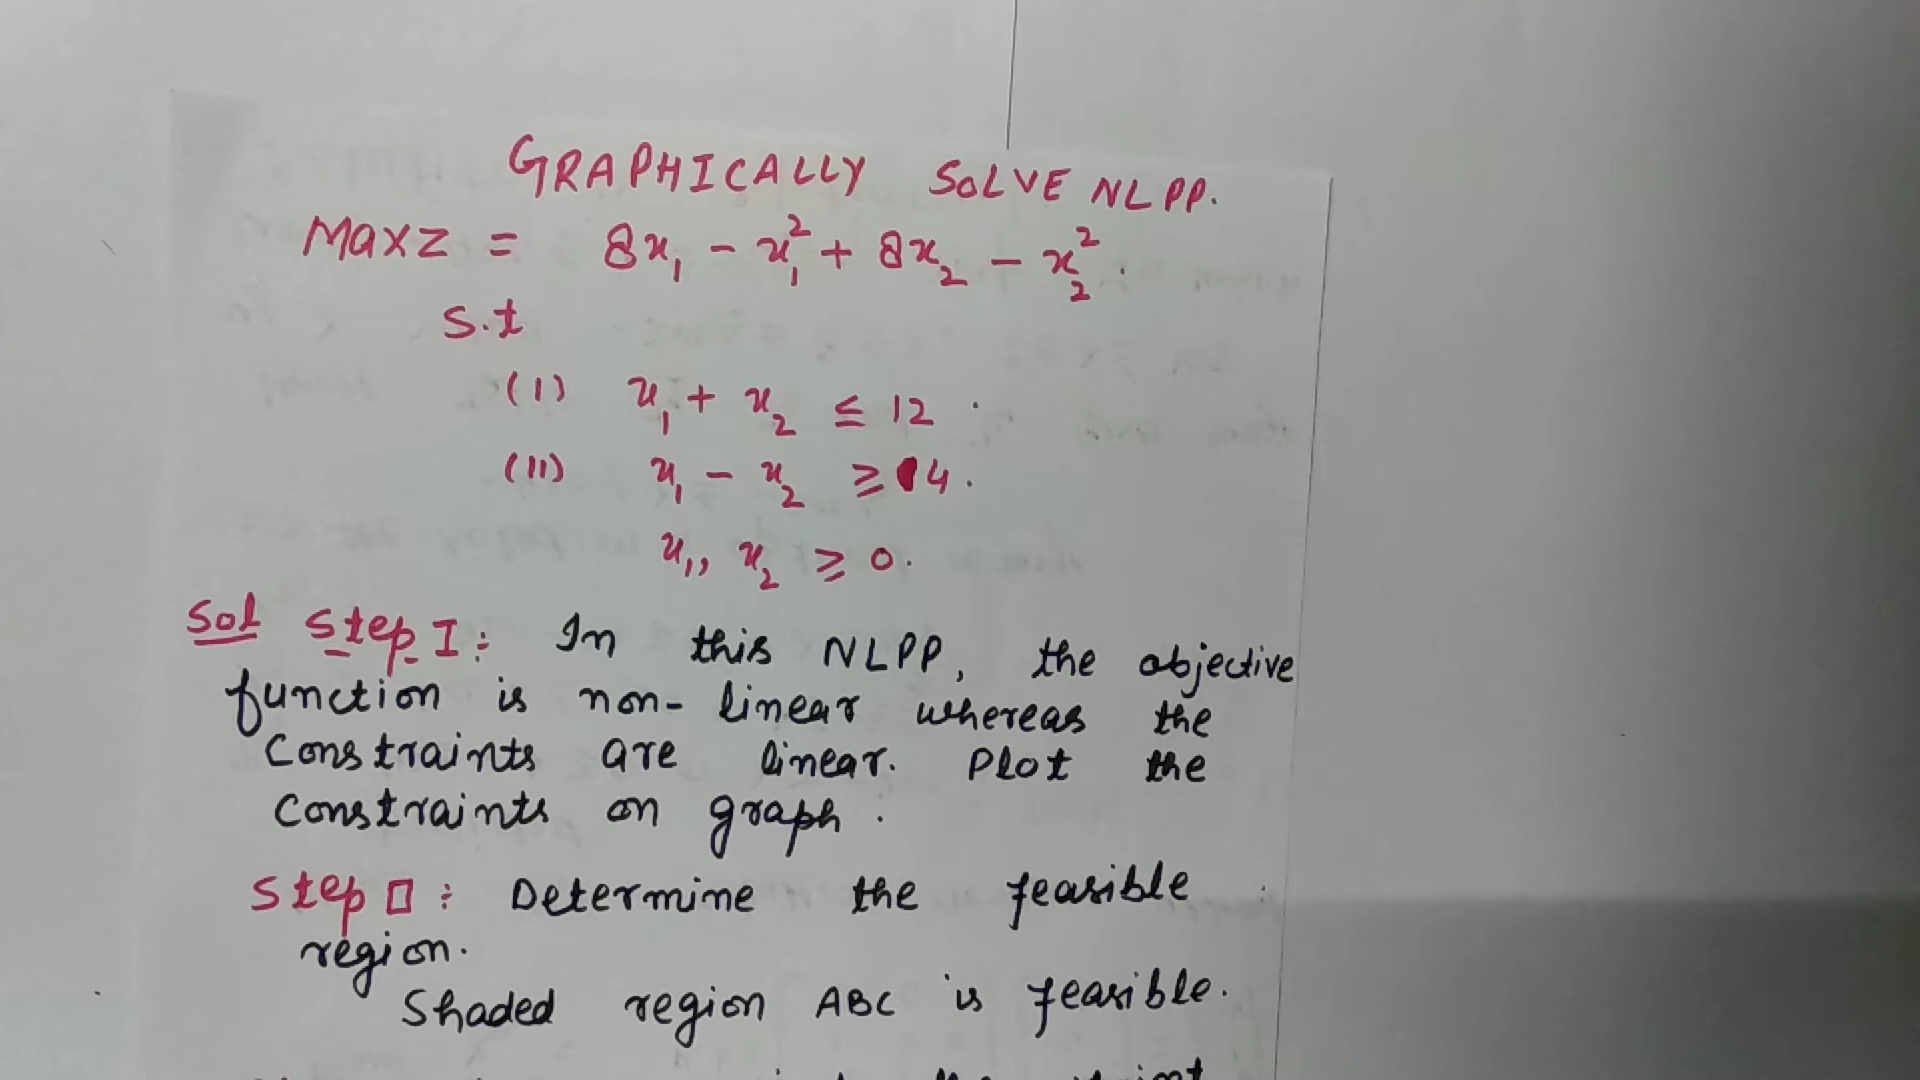 GRAPHICALLY SOLVE NLPP.
Max z = 8x₁ - x₁² + 8x₂ - x₂².
S.t
(I) x₁ + x₂ ≤ 12
(II) x₁ - x₂ ≥ 4.
x₁, x₂ ≥ 0.
Sol Step I: In this NLPP, the objective
function is non-linear whereas the
Constraints are linear. Plot the
Constraints on graph.
Step II: Determine the feasible
region.
Shaded region ABC is feasible.